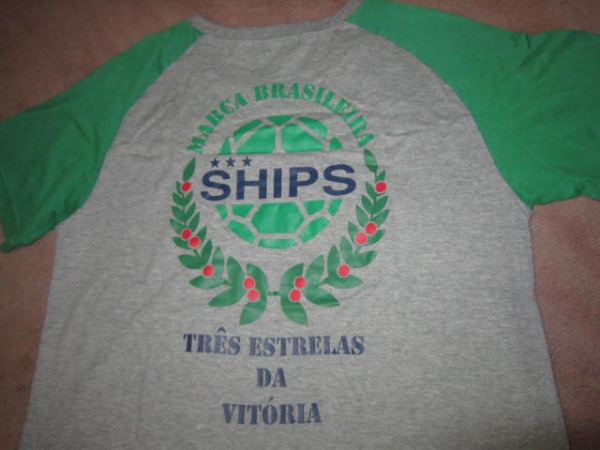 MARCA BRASILEIRA
★★★
SHIPS
TRÊS ESTRELAS
DA
VITÓRIA